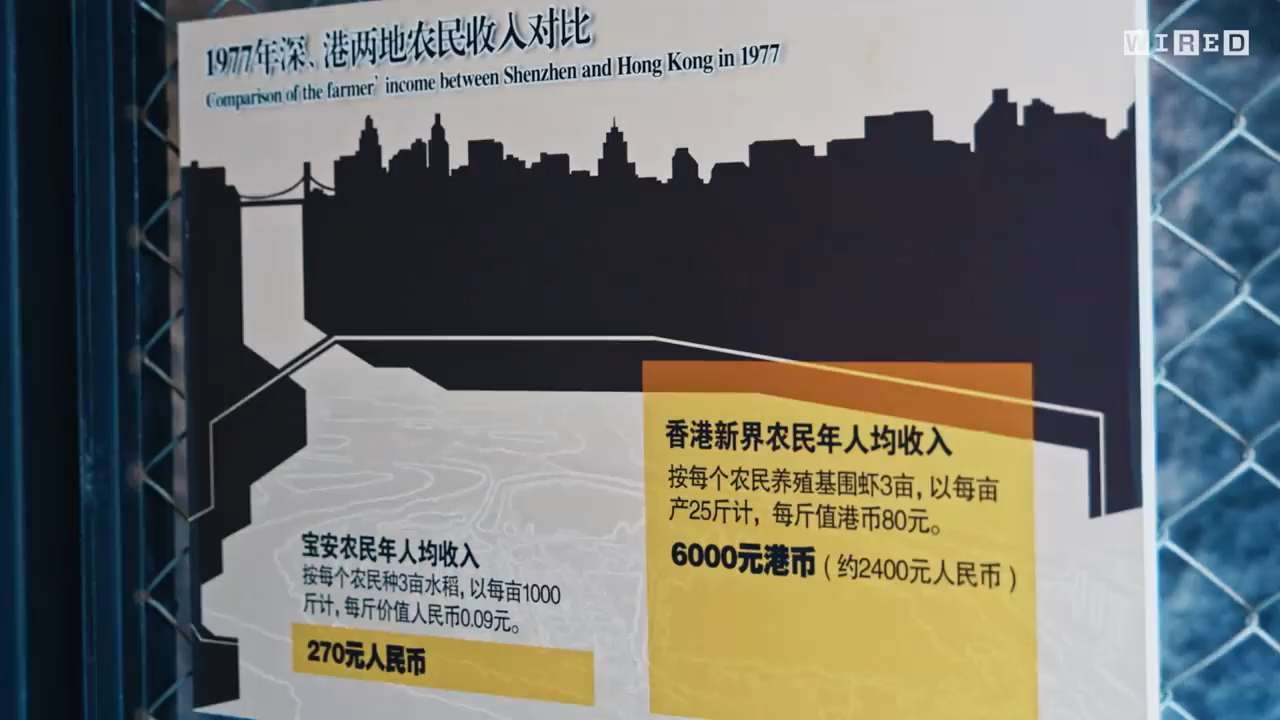 1977年深、港两地农民收入对比
Comparison of the farmer' income between Shenzhen and Hong Kong in 1977
WIRED
香港新界农民年人均收入
按每个农民养殖基围虾3亩，以每亩
产25斤计，每斤值港币80元。
6000元港币（约2400元人民币）
宝安农民年人均收入
按每个农民种3亩水稻，以每亩1000
斤计，每斤价值人民币0.09元。
270元人民币